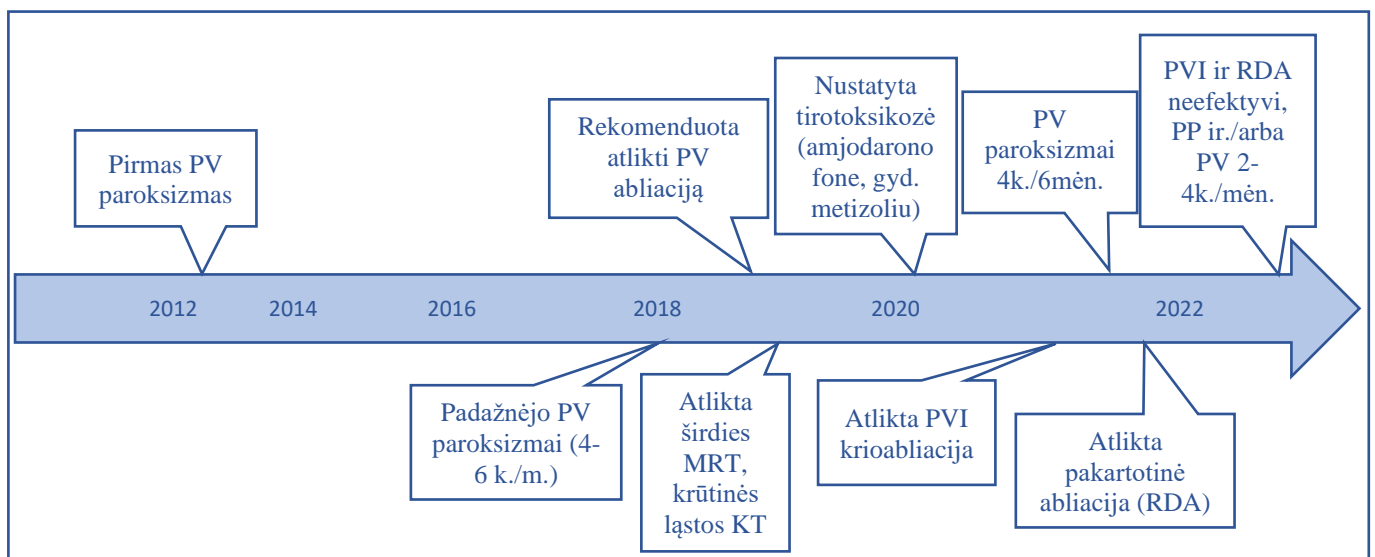 Pirmas PV
paroksizmas
Rekomenduota
atlikti PV
abliaciją
Nustatyta
tirotoksikozė
(amjodarono
fone, gyd.
metizoliu)
PV
paroksizmai
4k./6mėn.
PVI ir RDA
neefektyvi,
PP ir./arba
PV 2-
4k./mėn.
2012 2014 2016 2018 2020 2022
Padažnėjo PV
paroksizmai (4-
6 k./m.)
Atlikta
širdies
MRT,
krūtinės
ląstos KT
Atlikta PVI
krioabliacija
Atlikta
pakartotinė
abliacija (RDA)